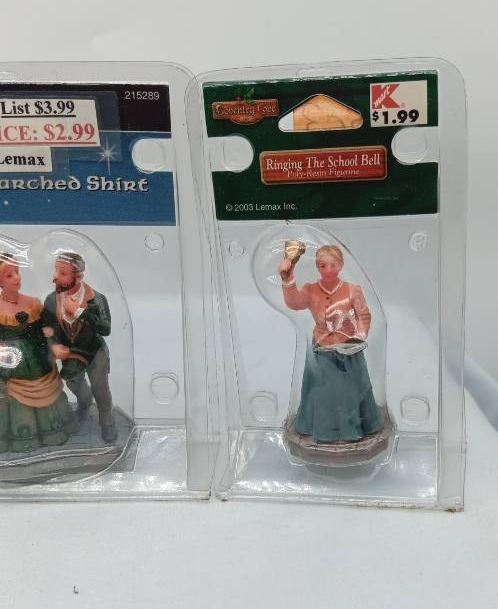 215289
List $3.99
ICE: $2.99
Lemax
arched Shirt
Coventry Cove
Kmart
$1.99
Ringing The School Bell
Poly-Resin Figurine
© 2003 Lemax Inc.